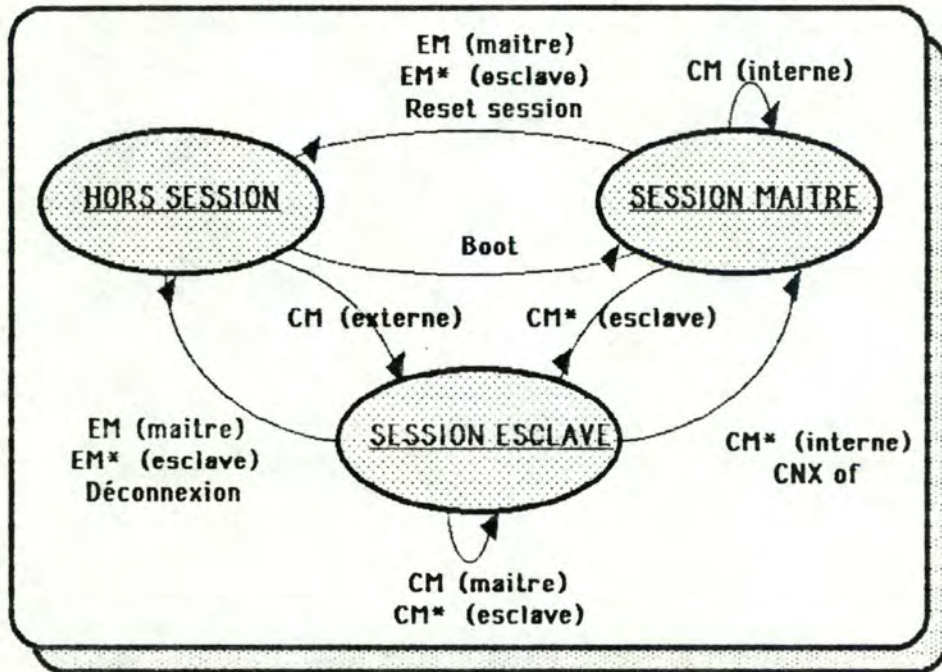 EM (maitre)
EM* (esclave)
Reset session
CM (interne)
HORS SESSION
SESSION MAITRE
Boot
CM (externe)
CM* (esclave)
EM (maitre)
EM* (esclave)
Déconnexion
SESSION ESCLAVE
CM* (interne)
CNX of
CM (maitre)
CM* (esclave)